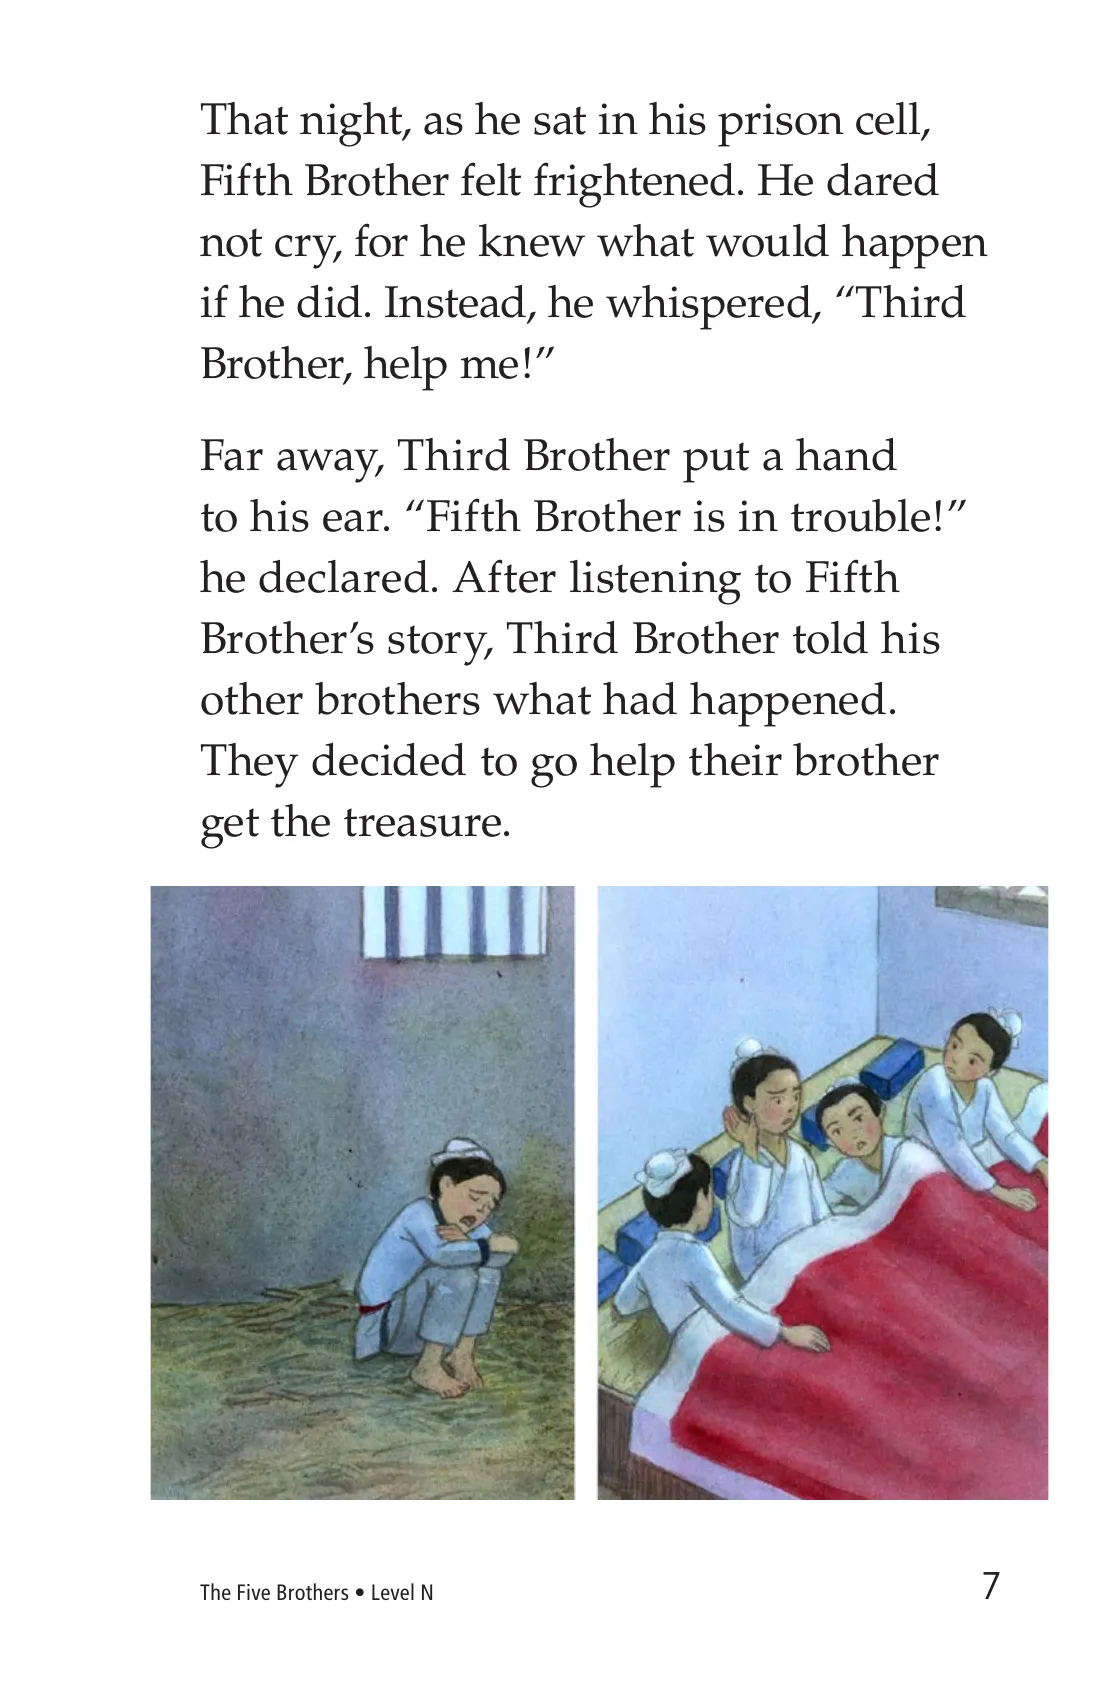 That night, as he sat in his prison cell,
Fifth Brother felt frightened. He dared
not cry, for he knew what would happen
if he did. Instead, he whispered, “Third
Brother, help me!”
Far away, Third Brother put a hand
to his ear. “Fifth Brother is in trouble!”
he declared. After listening to Fifth
Brother’s story, Third Brother told his
other brothers what had happened.
They decided to go help their brother
get the treasure.
The Five Brothers • Level N
7